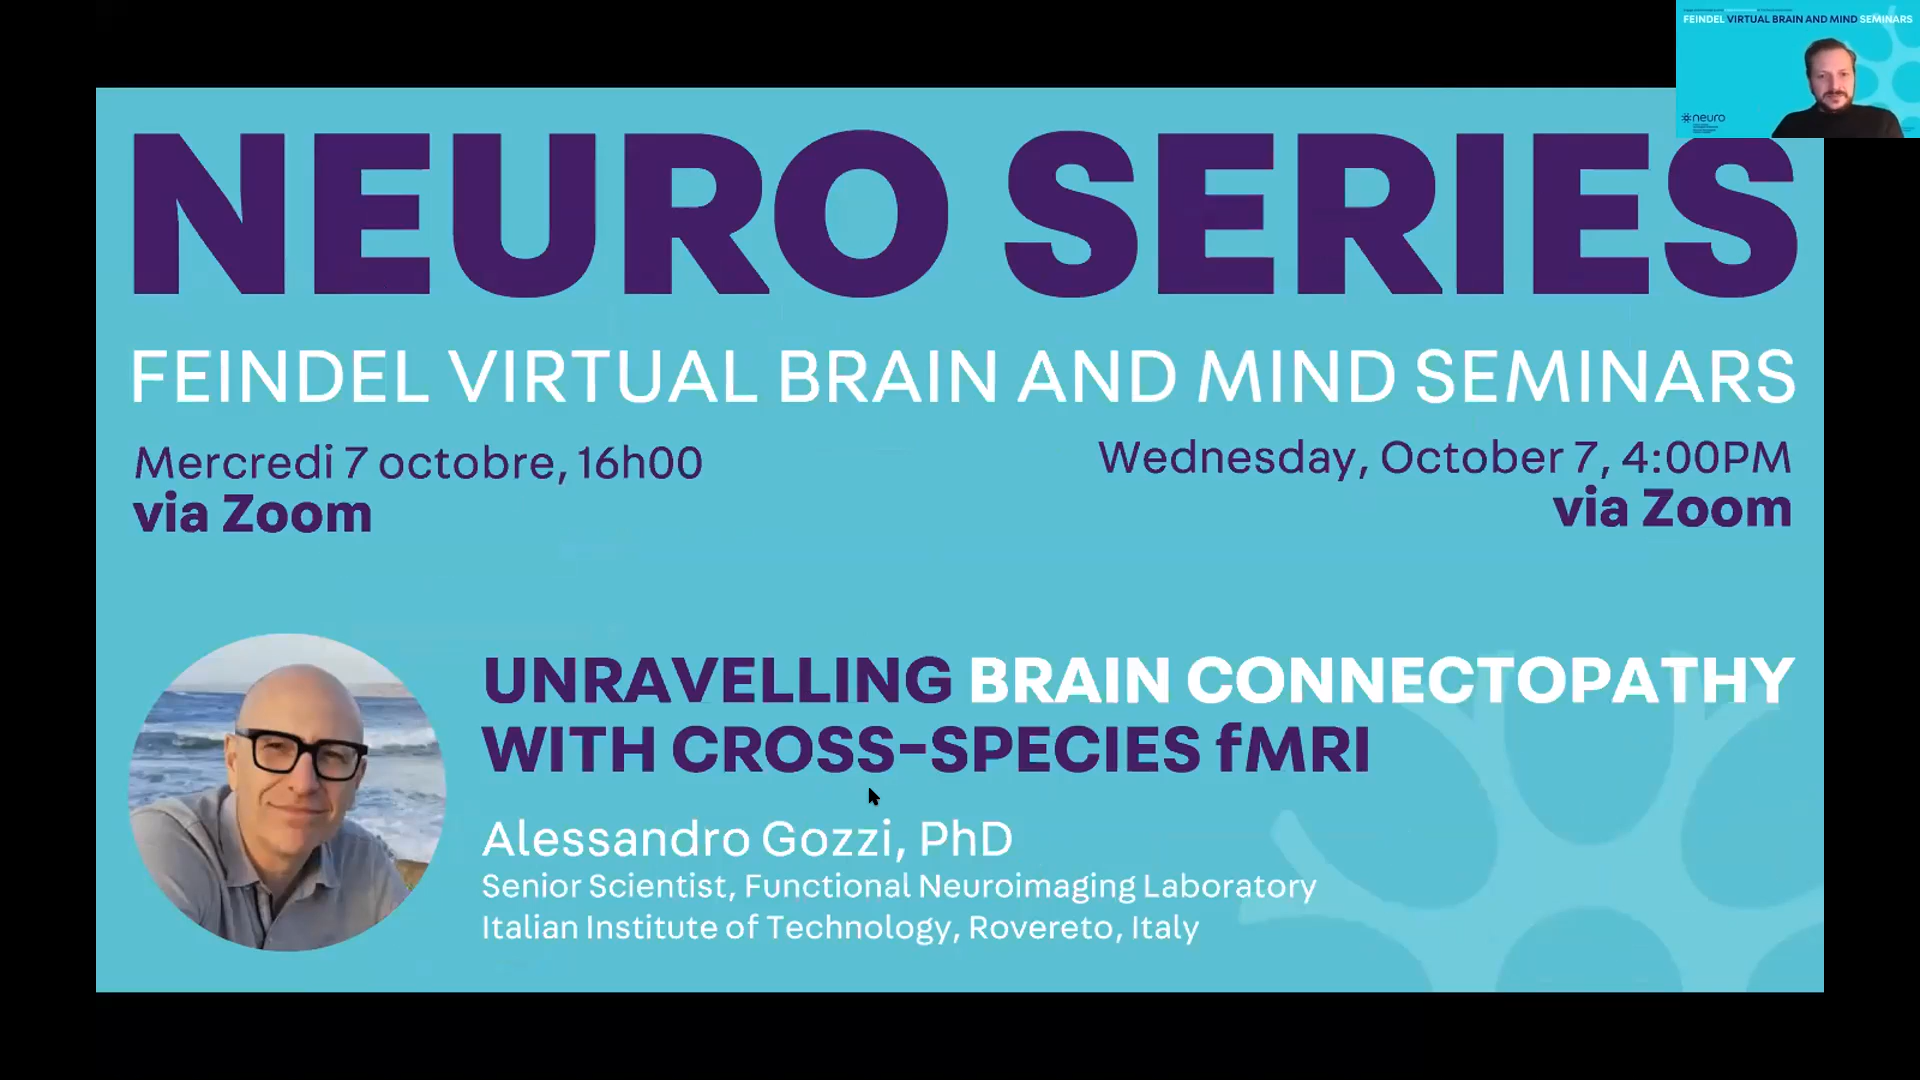 FEINDEL VIRTUAL BRAIN AND MIND SEMINARS
neuro
NEURO SERIES
FEINDEL VIRTUAL BRAIN AND MIND SEMINARS
Mercredi 7 octobre, 16h00
via Zoom
Wednesday, October 7, 4:00PM
via Zoom
UNRAVELLING BRAIN CONNECTOPATHY
WITH CROSS-SPECIES fMRI
Alessandro Gozzi, PhD
Senior Scientist, Functional Neuroimaging Laboratory
Italian Institute of Technology, Rovereto, Italy